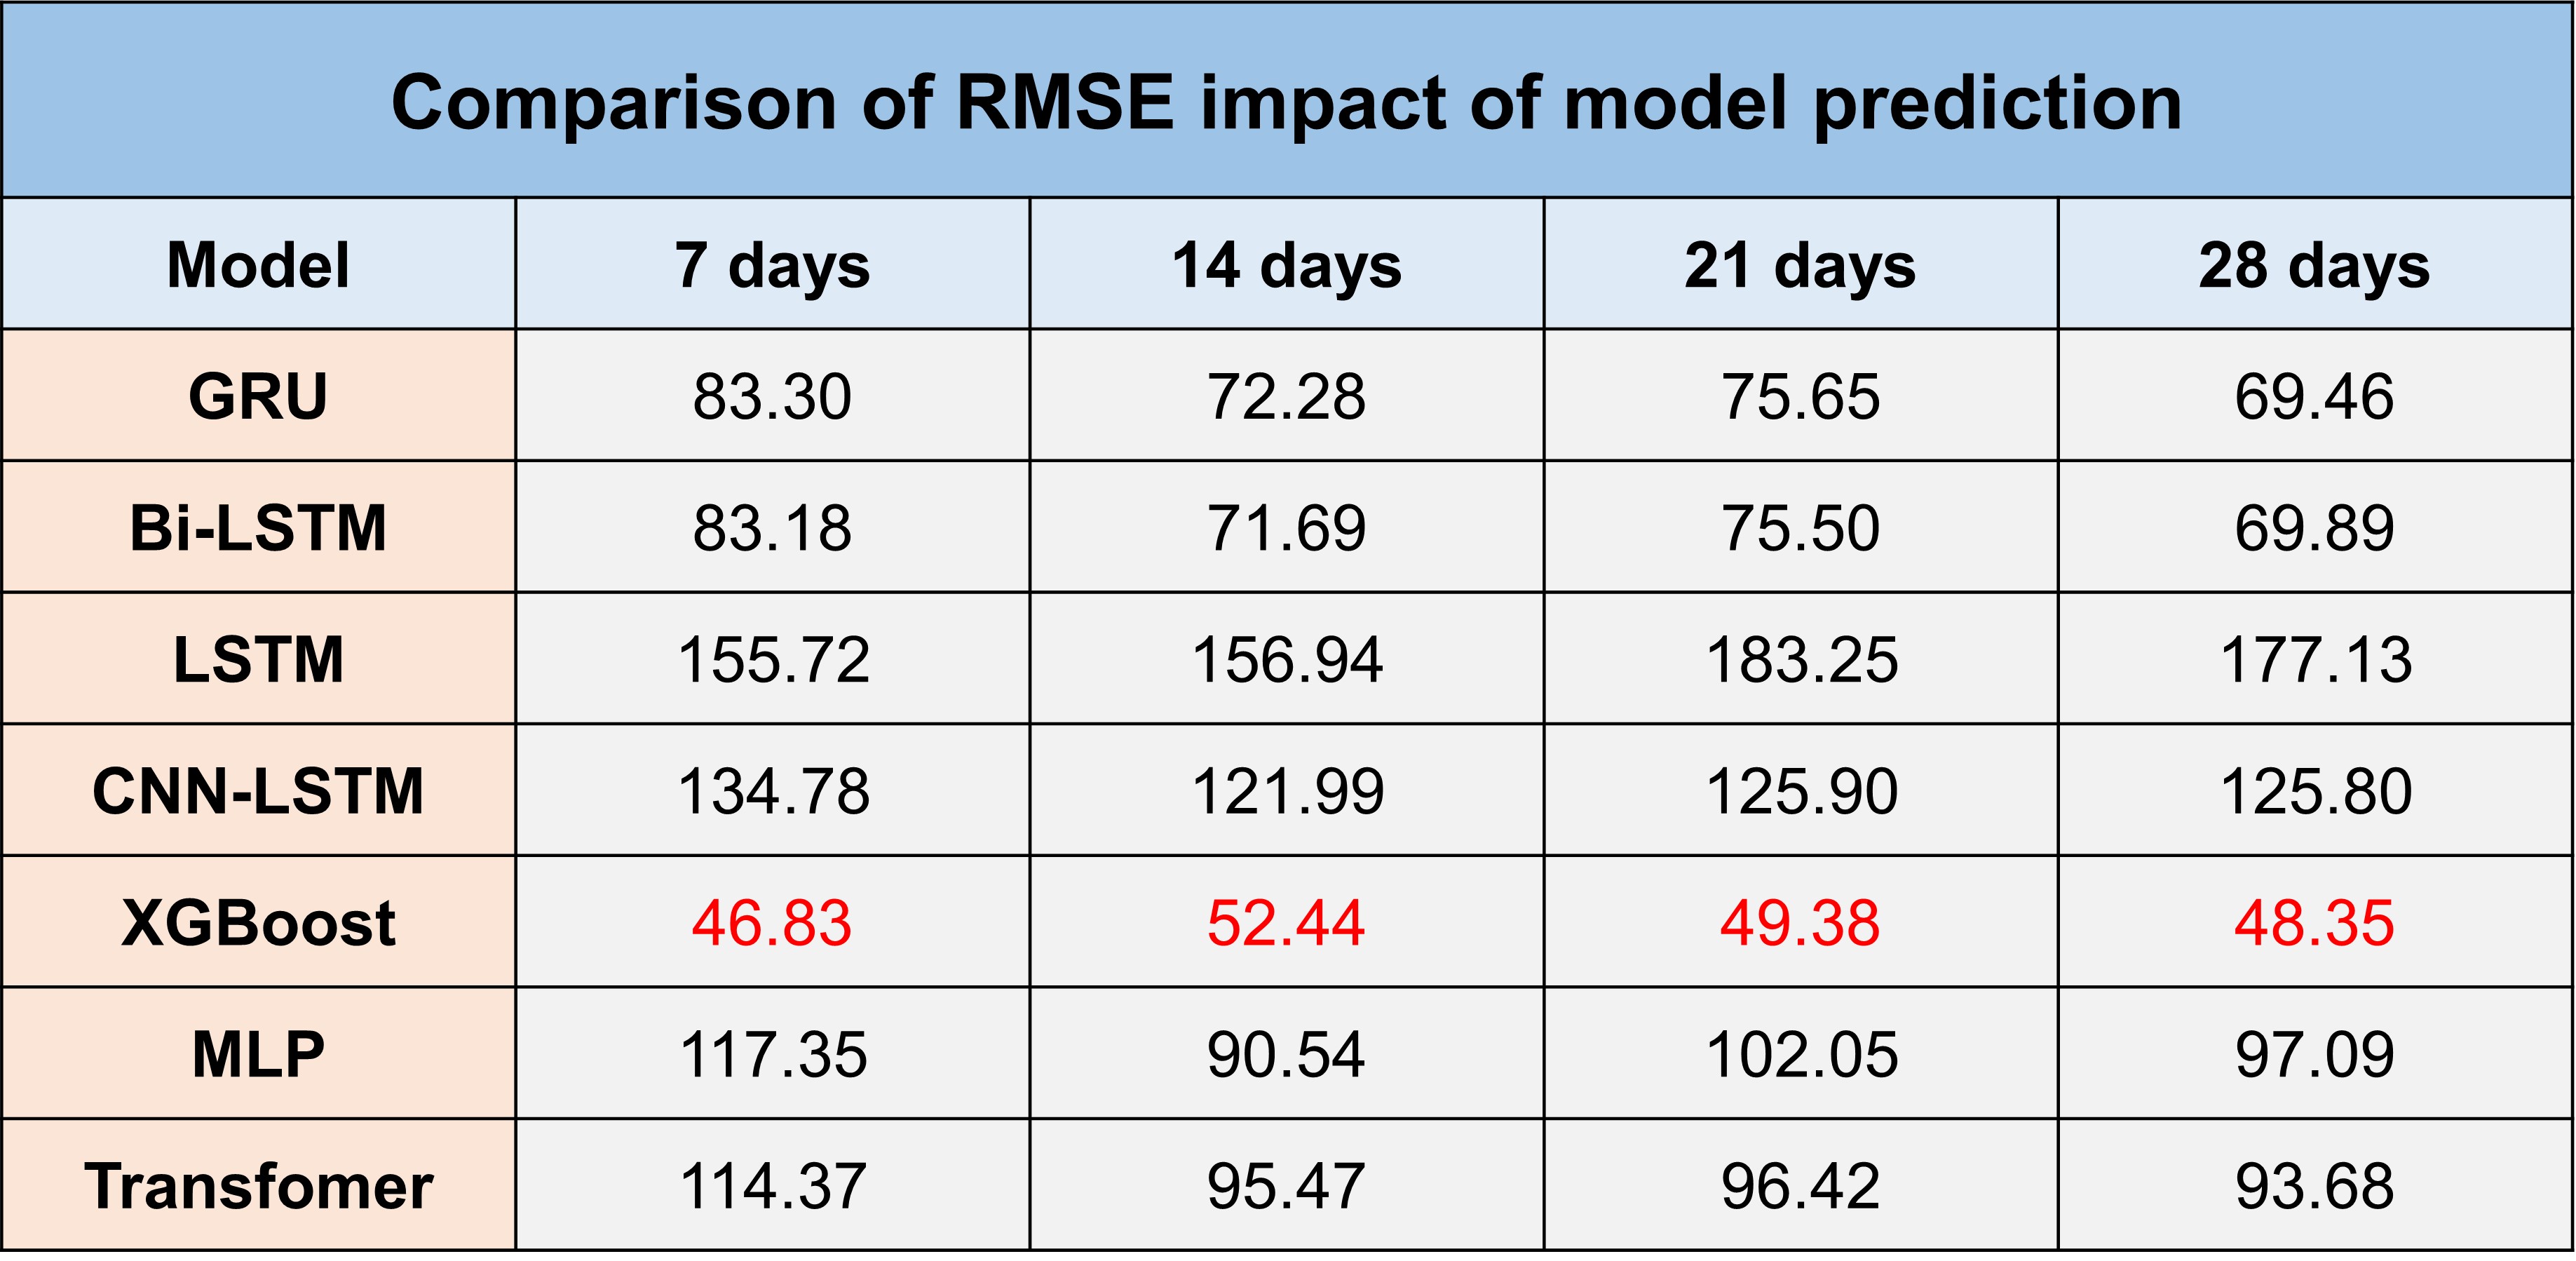 Comparison of RMSE impact of model prediction
Model 7 days 14 days 21 days 28 days
GRU 83.30 72.28 75.65 69.46
Bi-LSTM 83.18 71.69 75.50 69.89
LSTM 155.72 156.94 183.25 177.13
CNN-LSTM 134.78 121.99 125.90 125.80
XGBoost 46.83 52.44 49.38 48.35
MLP 117.35 90.54 102.05 97.09
Transfomer 114.37 95.47 96.42 93.68